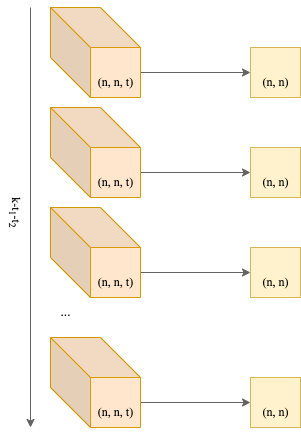 (n, n, t)
(n, n)
(n, n, t)
(n, n)
k-t₁-t₂
(n, n, t)
(n, n)
...
(n, n, t)
(n, n)